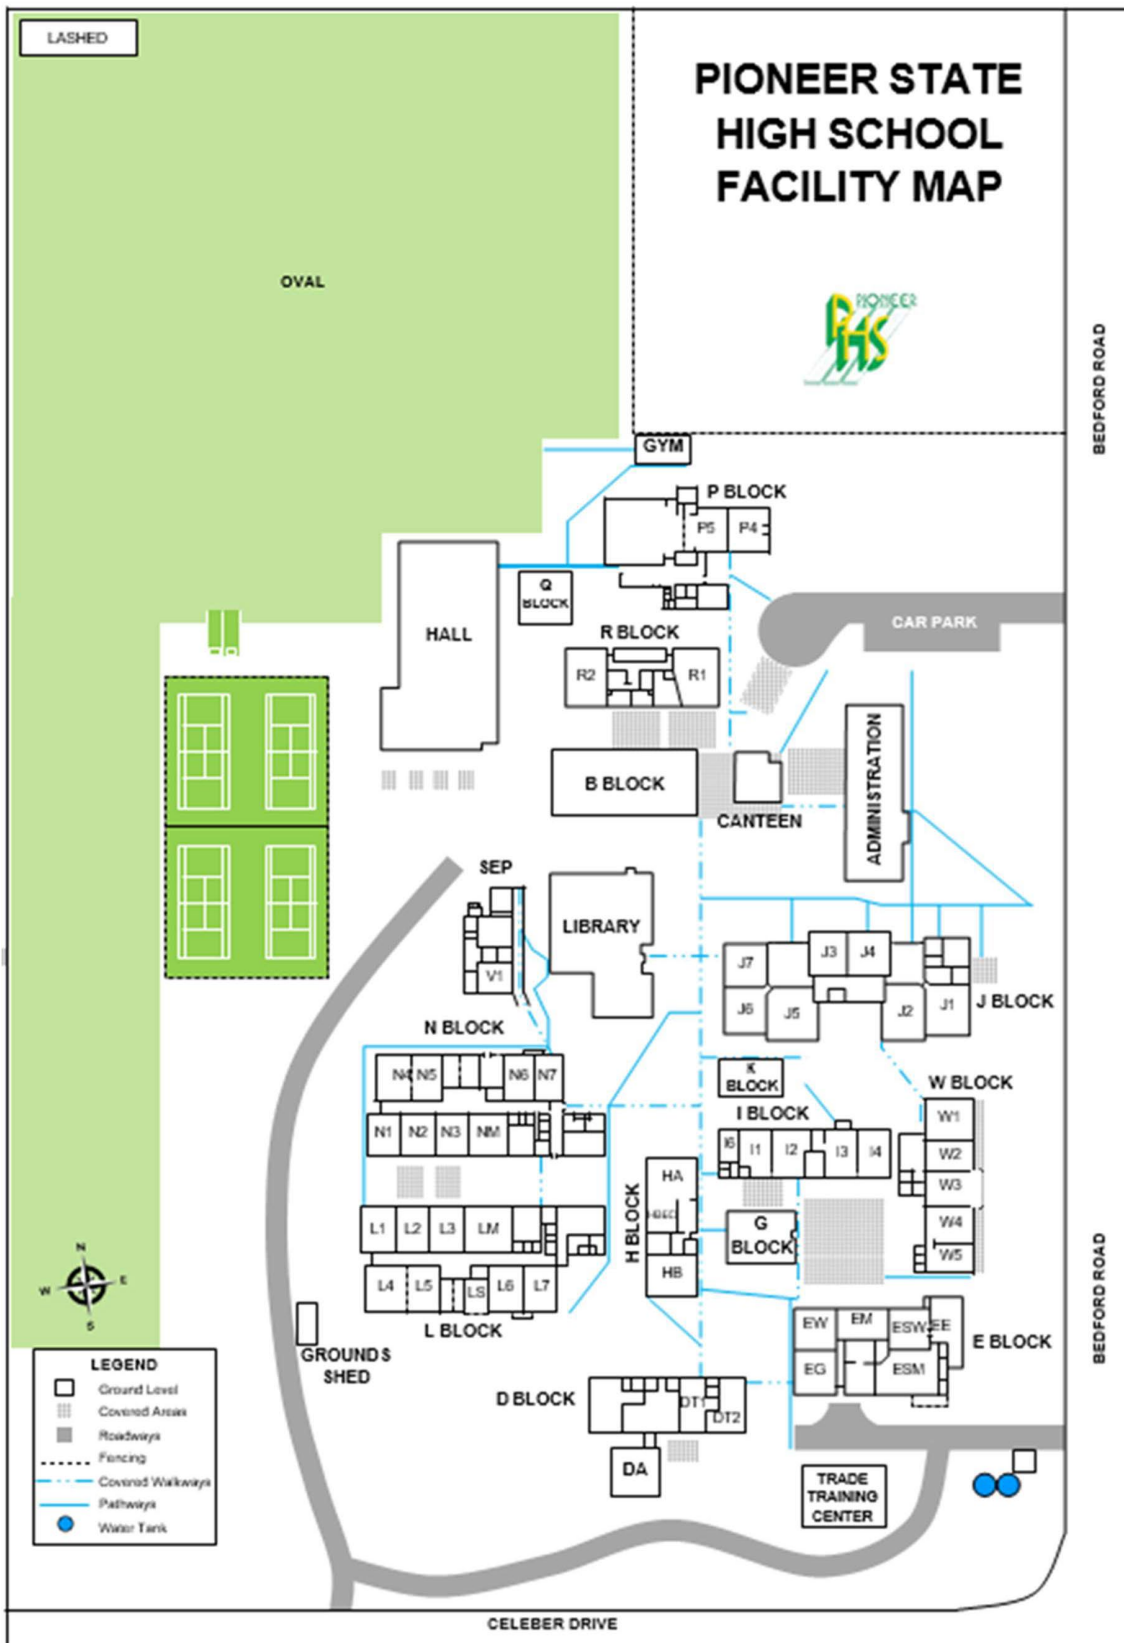 LASHED
PIONEER STATE
HIGH SCHOOL
FACILITY MAP
OVAL
PIONEER
PHS
BEDFORD ROAD
GYM
P BLOCK
P5
P4
Q
BLOCK
CAR PARK
HALL
R BLOCK
R2
R1
ADMINISTRATION
B BLOCK
CANTEEN
SEP
LIBRARY
V1
J7
J3
J4
J6
J5
J2
J1
J BLOCK
N BLOCK
N4
N5
N6
N7
K
BLOCK
W BLOCK
I BLOCK
W1
N1
N2
N3
NM
I6
I1
I2
I3
I4
W2
HA
W3
H BLOCK
G
BLOCK
W4
W5
L1
L2
L3
LM
HB
L4
L5
LS
L6
L7
L BLOCK
N
W
E
S
EW
EM
ESW
EE
E BLOCK
EG
ESM
BEDFORD ROAD
GROUNDS
SHED
D BLOCK
DT1
DT2
DA
TRADE
TRAINING
CENTER
LEGEND
Ground Level
Covered Areas
Roadways
Fencing
Covered Walkways
Pathways
Water Tank
CELEBER DRIVE